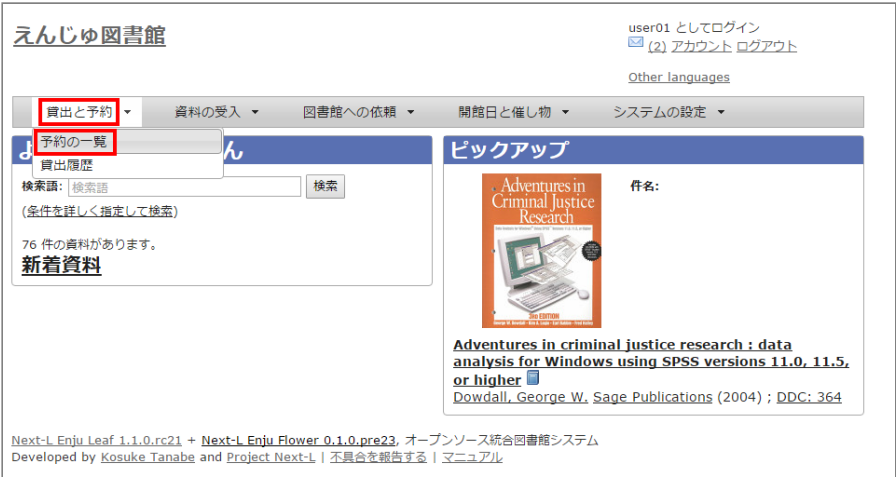 えんじゅ図書館
user01 としてログイン
(2) アカウント ログアウト
Other languages
貸出と予約 ▼ 資料の受入 ▼ 図書館への依頼 ▼ 開館日と催し物 ▼ システムの設定 ▼
予約の一覧
貸出履歴
よ
ん
検索語: 検索語 検索
(条件を詳しく指定して検索)
76 件の資料があります。
新着資料
ピックアップ
Adventures in
Criminal Justice
Research
件名:
Adventures in criminal justice research : data
analysis for Windows using SPSS versions 11.0, 11.5,
or higher
Dowdall, George W. Sage Publications (2004) ; DDC: 364
Next-L Enju Leaf 1.1.0.rc21 + Next-L Enju Flower 0.1.0.pre23, オープンソース統合図書館システム
Developed by Kosuke Tanabe and Project Next-L | 不具合を報告する | マニュアル